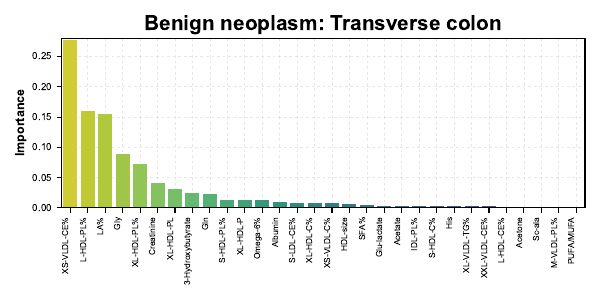 Benign neoplasm: Transverse colon
Importance
0.25
0.20
0.15
0.10
0.05
0.00
XS-VLDL-CE%
L-HDL-PL%
LA%
Gly
XL-HDL-PL%
Creatinine
XL-HDL-PL
3-Hydroxybutyrate
Gln
S-HDL-PL%
XL-HDL-P
Omega-6%
Albumin
S-LDL-CE%
XL-HDL-C%
XS-VLDL-C%
HDL-size
SFA%
Glu-lactate
Acetate
IDL-PL%
S-HDL-C%
His
XL-VLDL-TG%
XXL-VLDL-CE%
L-HDL-CE%
Acetone
Sc-ala
M-VLDL-PL%
PUFA/MUFA